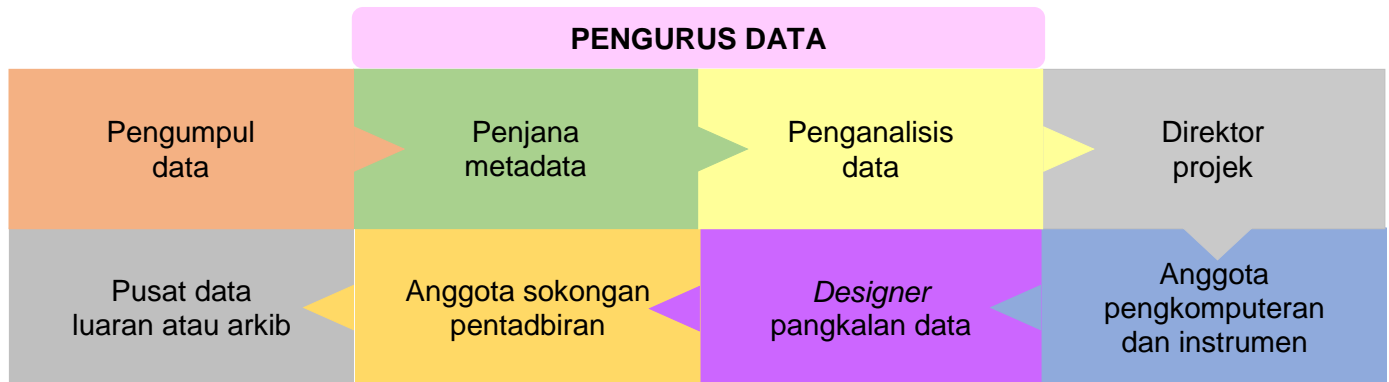 PENGURUS DATA
Pengumpul
data
Penjana
metadata
Penganalisis
data
Direktor
projek
Pusat data
luaran atau arkib
Anggota sokongan
pentadbiran
Designer
pangkalan data
Anggota
pengkomputeran
dan instrumen